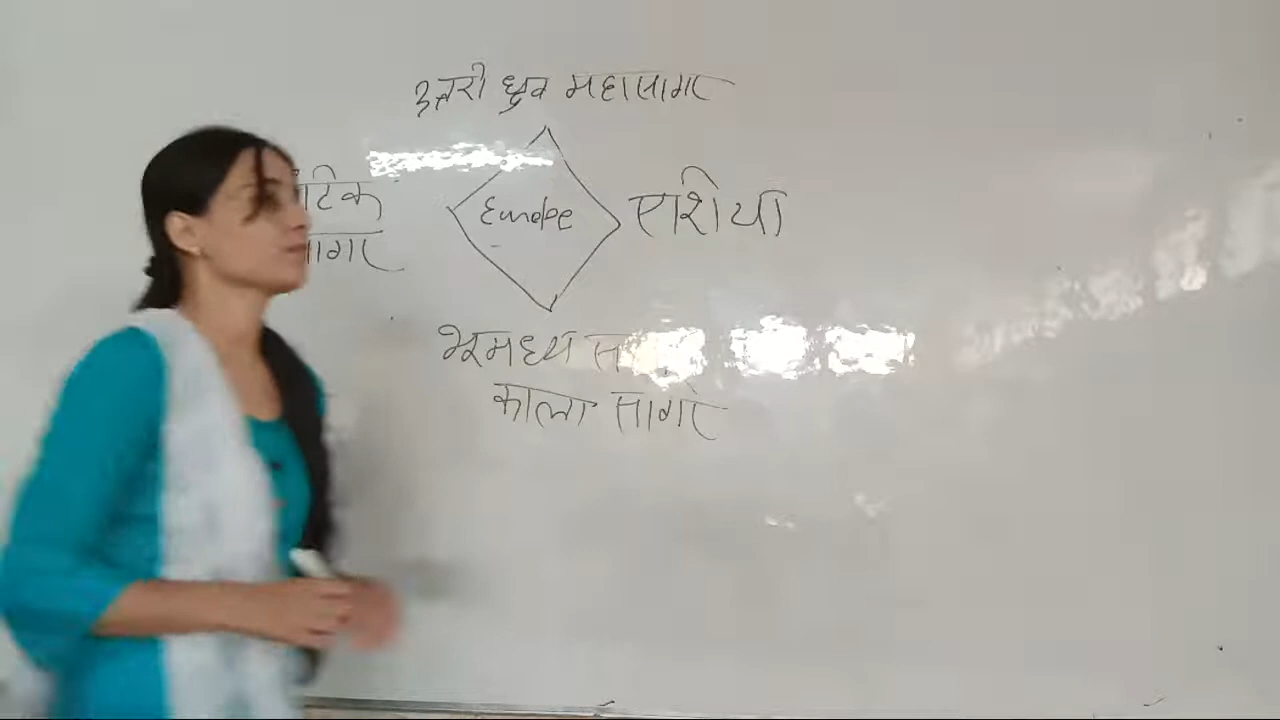 उत्तरी ध्रुव महासागर
टिक
Europe
एशिया
सागर
भूमध्य
काला सागर